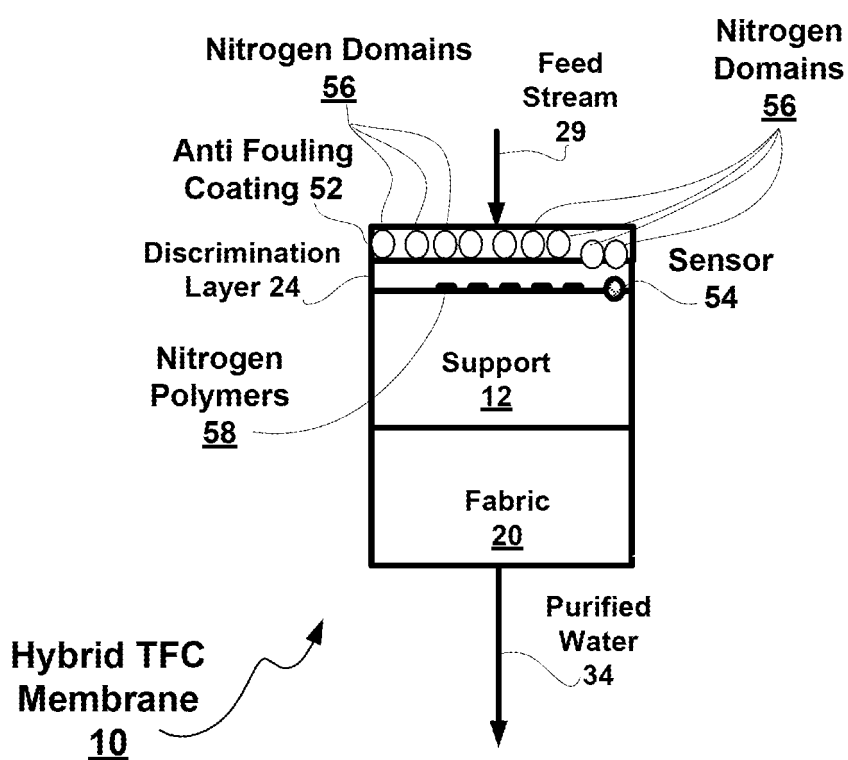 Nitrogen Domains
56
Feed
Stream
29
Nitrogen
Domains
56
Anti Fouling
Coating 52
Discrimination
Layer 24
Sensor
54
Nitrogen
Polymers
58
Support
12
Fabric
20
Purified
Water
34
Hybrid TFC
Membrane
10